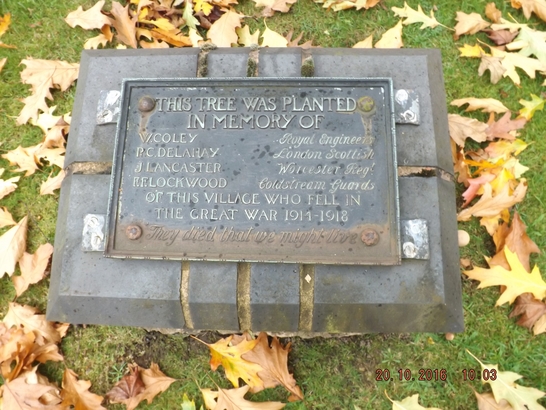 THIS TREE WAS PLANTED
IN MEMORY OF
W.COLEY Royal Engineers
P.C.DELAHAY London Scottish
J.LANCASTER Worcester Regt
R.F.LOCKWOOD Coldstream Guards
OF THIS VILLAGE WHO FELL IN
THE GREAT WAR 1914-1918
They died that we might live
20.10.2016 10:03